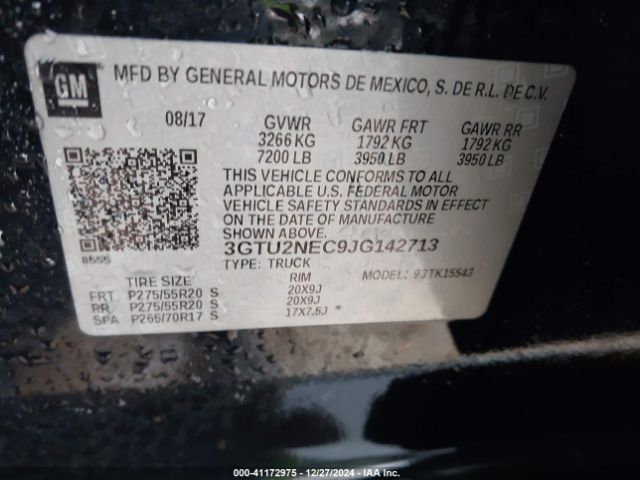 GM
MFD BY GENERAL MOTORS DE MEXICO, S. DE R.L. DE C.V.
08/17 GVWR GAWR FRT GAWR RR
3266 KG 1792 KG 1792 KG
7200 LB 3950 LB 3950 LB
THIS VEHICLE CONFORMS TO ALL
APPLICABLE U.S. FEDERAL MOTOR
VEHICLE SAFETY STANDARDS IN EFFECT
ON THE DATE OF MANUFACTURE
SHOWN ABOVE.
3GTU2NEC9JG142713
8555
TYPE: TRUCK MODEL: 93TK15543
TIRE SIZE RIM
FRT P275/55R20 S 20X9J
RR P275/55R20 S 20X9J
SPA P265/70R17 S 17X7.5J
000-41172975 - 12/27/2024 - IAA Inc.